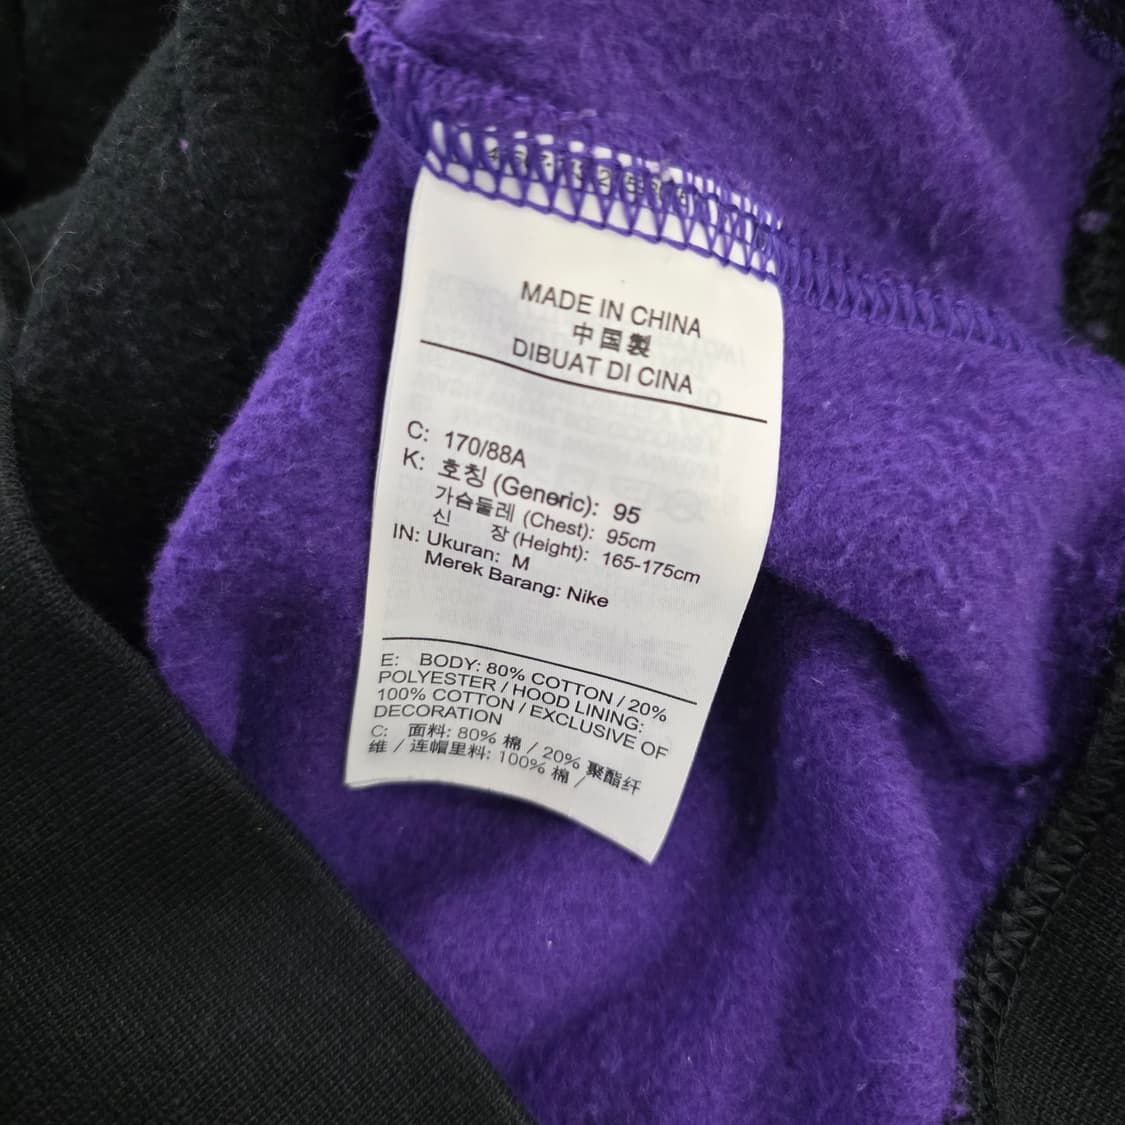 MADE IN CHINA
中国製
DIBUAT DI CINA
C: 170/88A
K: 호칭 (Generic): 95
가슴둘레 (Chest): 95cm
신 장 (Height): 165-175cm
IN: Ukuran: M
Merek Barang: Nike
E: BODY: 80% COTTON / 20%
POLYESTER / HOOD LINING:
100% COTTON / EXCLUSIVE OF
DECORATION
C: 面料: 80% 棉 / 20% 聚酯纤
维 / 连帽里料: 100% 棉 /